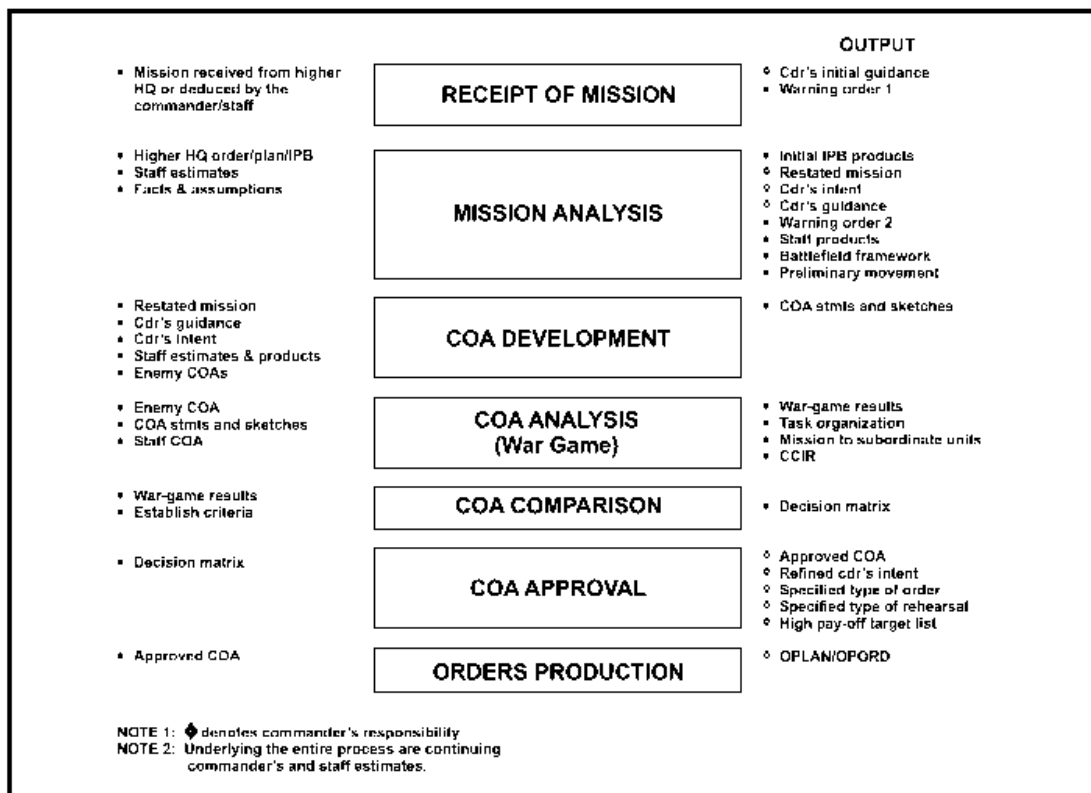 OUTPUT
• Mission received from higher
HQ or deduced by the
commander/staff
RECEIPT OF MISSION
⋄ Cdr's initial guidance
• Warning order 1
• Higher HQ order/plan/IPB
• Staff estimates
• Facts & assumptions
MISSION ANALYSIS
• Initial IPB products
⋄ Restated mission
⋄ Cdr's intent
⋄ Cdr's guidance
• Warning order 2
• Staff products
• Battlefield framework
• Preliminary movement
• Restated mission
• Cdr's guidance
• Cdr's intent
• Staff estimates & products
• Enemy COAs
COA DEVELOPMENT
• COA stmts and sketches
• Enemy COA
• COA stmts and sketches
• Staff COA
COA ANALYSIS
(War Game)
• War-game results
• Task organization
• Mission to subordinate units
• CCIR
• War-game results
• Establish criteria
COA COMPARISON
• Decision matrix
• Decision matrix
COA APPROVAL
⋄ Approved COA
⋄ Refined cdr's intent
⋄ Specified type of order
⋄ Specified type of rehearsal
⋄ High pay-off target list
• Approved COA
ORDERS PRODUCTION
⋄ OPLAN/OPORD
NOTE 1: ♦ denotes commander's responsibility
NOTE 2: Underlying the entire process are continuing
commander's and staff estimates.